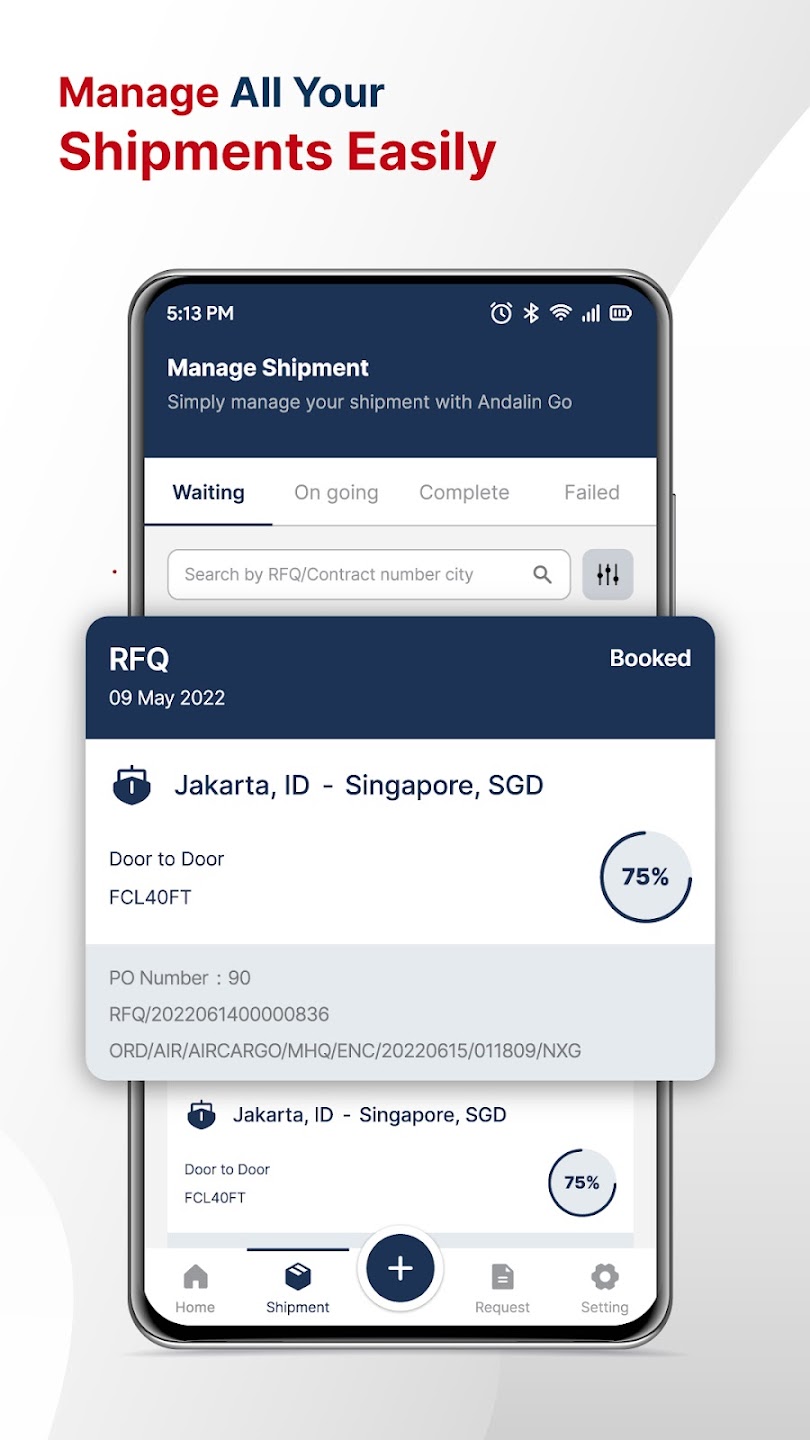 Manage All Your
Shipments Easily
5:13 PM
Manage Shipment
Simply manage your shipment with Andalin Go
Waiting On going Complete Failed
Search by RFQ/Contract number city
RFQ Booked
09 May 2022
Jakarta, ID - Singapore, SGD
Door to Door
75%
FCL40FT
PO Number : 90
RFQ/2022061400000836
ORD/AIR/AIRCARGO/MHQ/ENC/20220615/011809/NXG
Jakarta, ID - Singapore, SGD
Door to Door
75%
FCL40FT
Home Shipment Request Setting